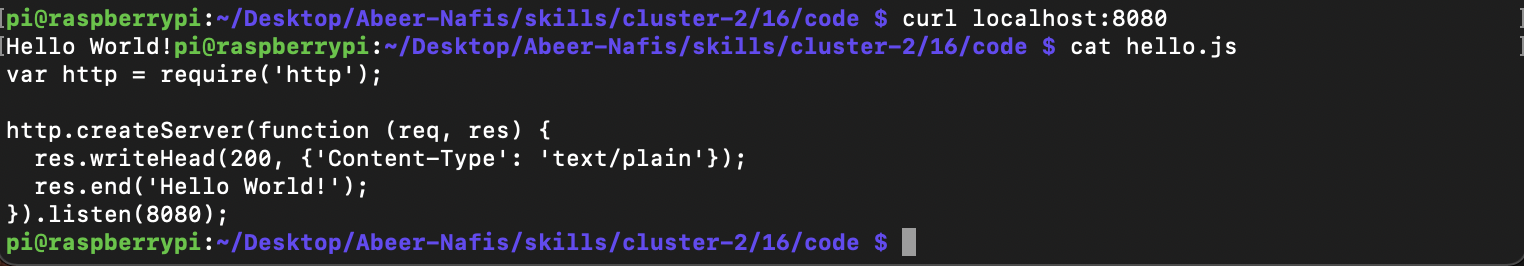 pi@raspberrypi:~/Desktop/Abeer-Nafis/skills/cluster-2/16/code $ curl localhost:8080
Hello World!pi@raspberrypi:~/Desktop/Abeer-Nafis/skills/cluster-2/16/code $ cat hello.js
var http = require('http');

http.createServer(function (req, res) {
  res.writeHead(200, {'Content-Type': 'text/plain'});
  res.end('Hello World!');
}).listen(8080);
pi@raspberrypi:~/Desktop/Abeer-Nafis/skills/cluster-2/16/code $